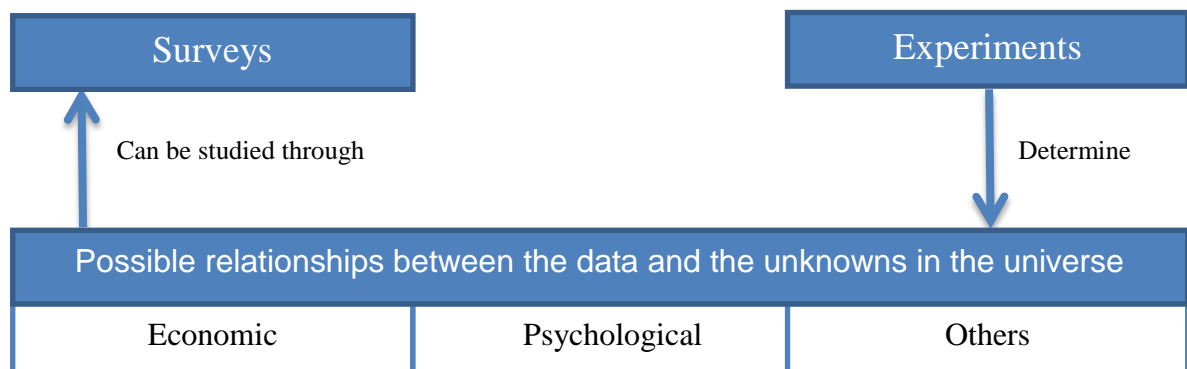 Surveys
Experiments
Can be studied through
Determine
Possible relationships between the data and the unknowns in the universe
Economic
Psychological
Others